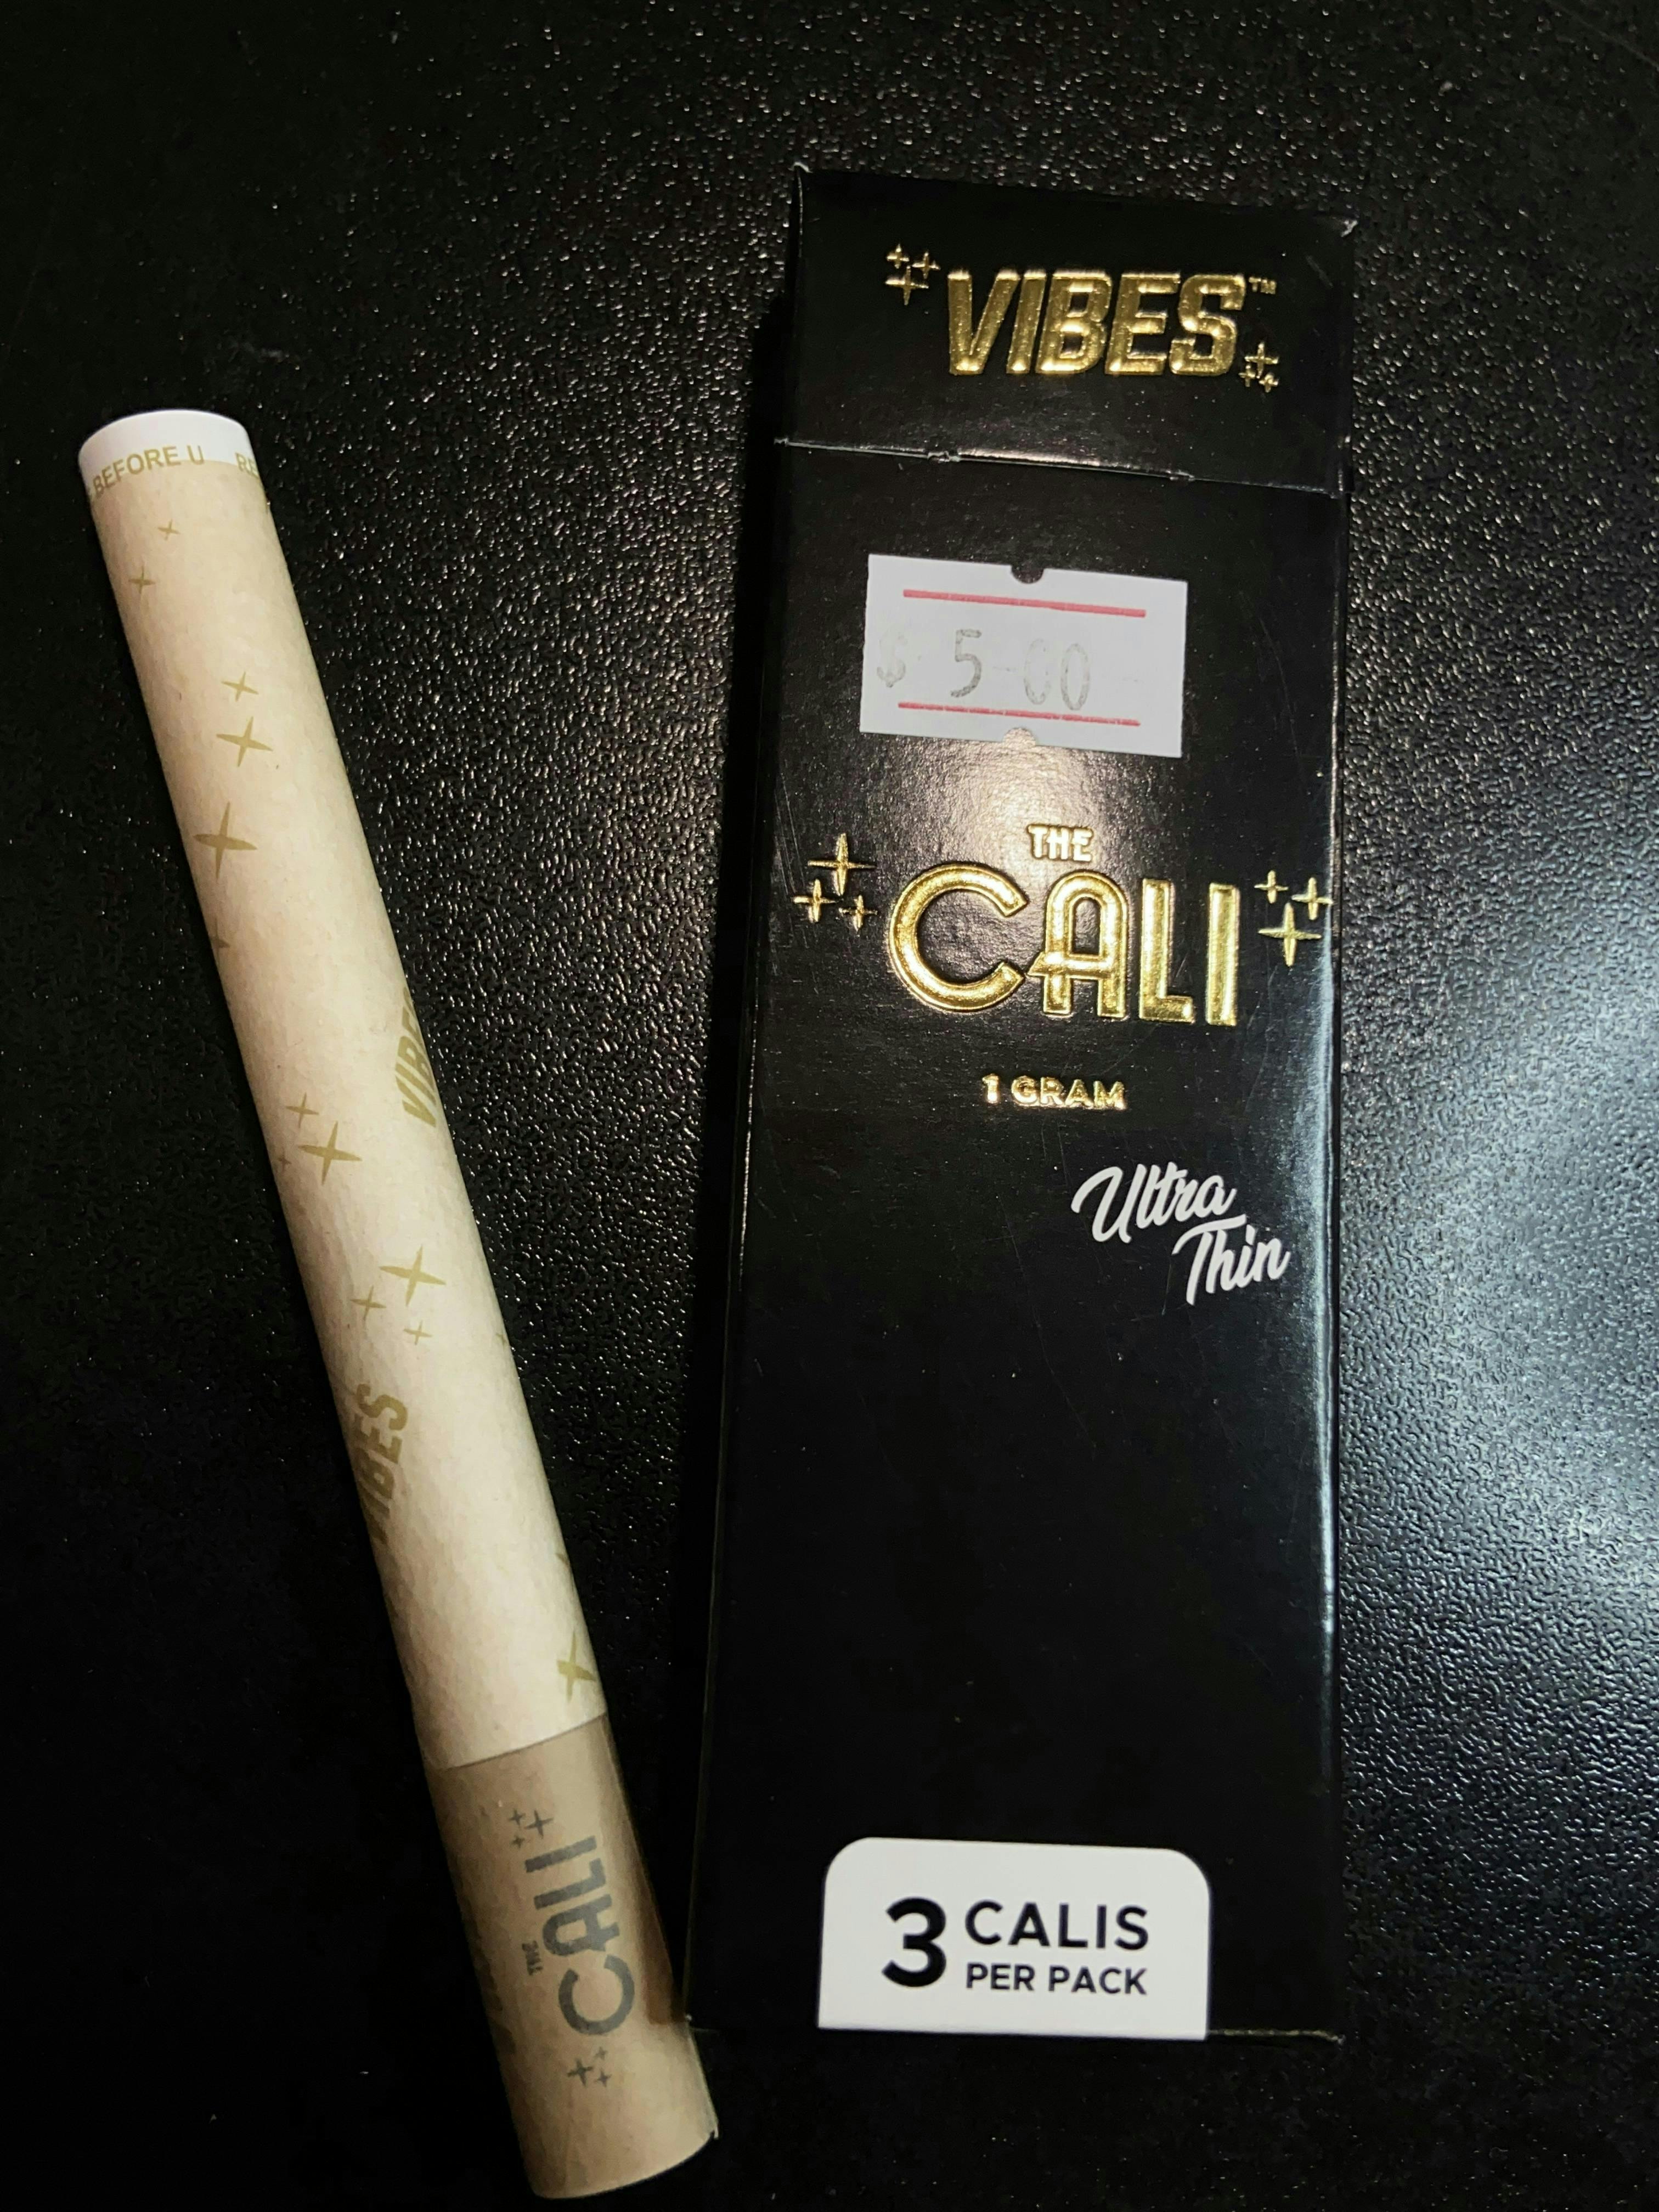 BEFORE U
VIBES
VIBES
THE
CALI
VIBES™
$ 5 00
THE
CALI
1 GRAM
Ultra
Thin
3 CALIS
PER PACK